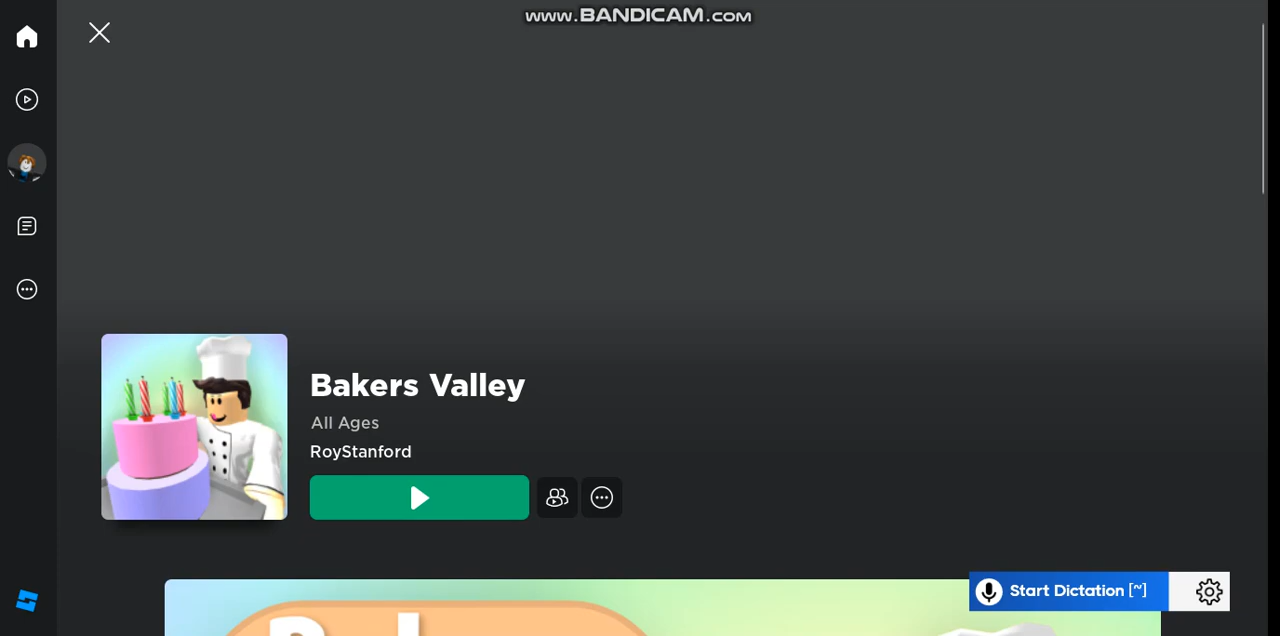 www.BANDICAM.com
Bakers Valley
All Ages
RoyStanford
Start Dictation [~]